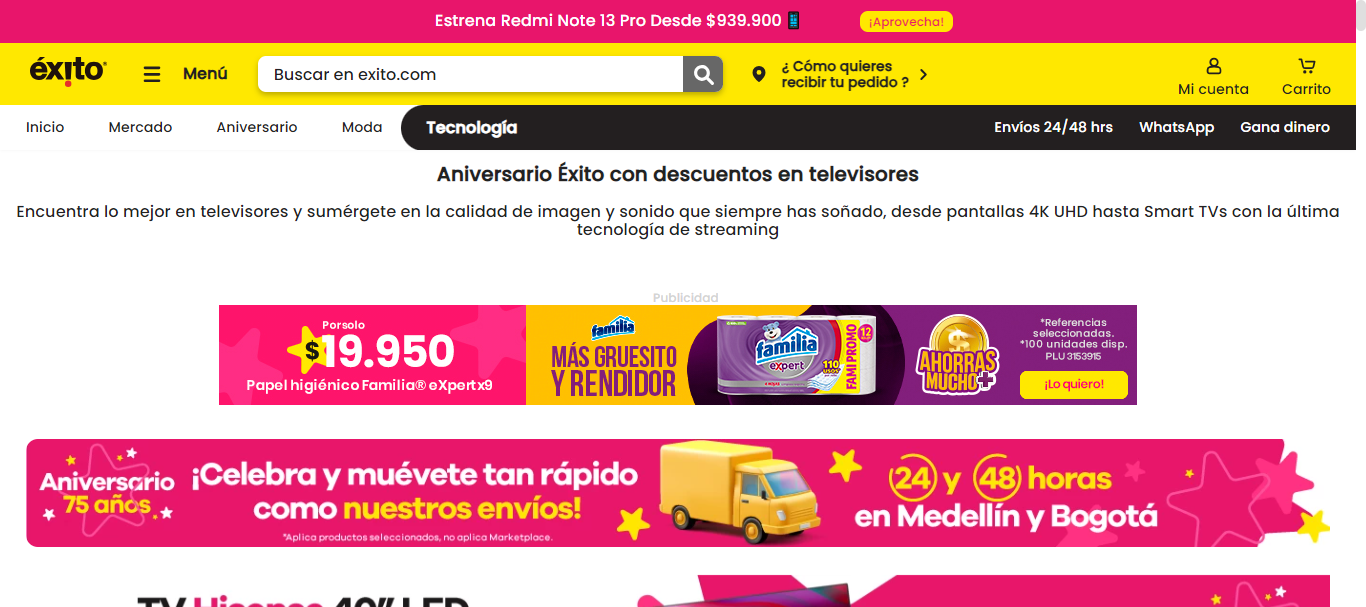 Estrena Redmi Note 13 Pro Desde $939.900
¡Aprovecha!
éxito
Menú
Buscar en exito.com
¿ Cómo quieres
recibir tu pedido ?
Mi cuenta
Carrito
Inicio
Mercado
Aniversario
Moda
Tecnología
Envíos 24/48 hrs
WhatsApp
Gana dinero
Aniversario Éxito con descuentos en televisores
Encuentra lo mejor en televisores y sumérgete en la calidad de imagen y sonido que siempre has soñado, desde pantallas 4K UHD hasta Smart TVs con la última
tecnología de streaming
Publicidad
Porsolo
$19.950
Papel higiénico Familia® eXpertx9
familia
MÁS GRUESITO
Y RENDIDOR
familia
expert
110
USOS
FAMI PROMO
12
AHORRAS
MUCHO+
*Referencias
seleccionadas.
*100 unidades disp.
PLU 3153915
¡Lo quiero!
Aniversario
75 años.
¡Celebra y muévete tan rápido
como nuestros envíos!
*Aplica productos seleccionados, no aplica Marketplace.
24 y 48 horas
en Medellín y Bogotá
TV Hisense 40" LED